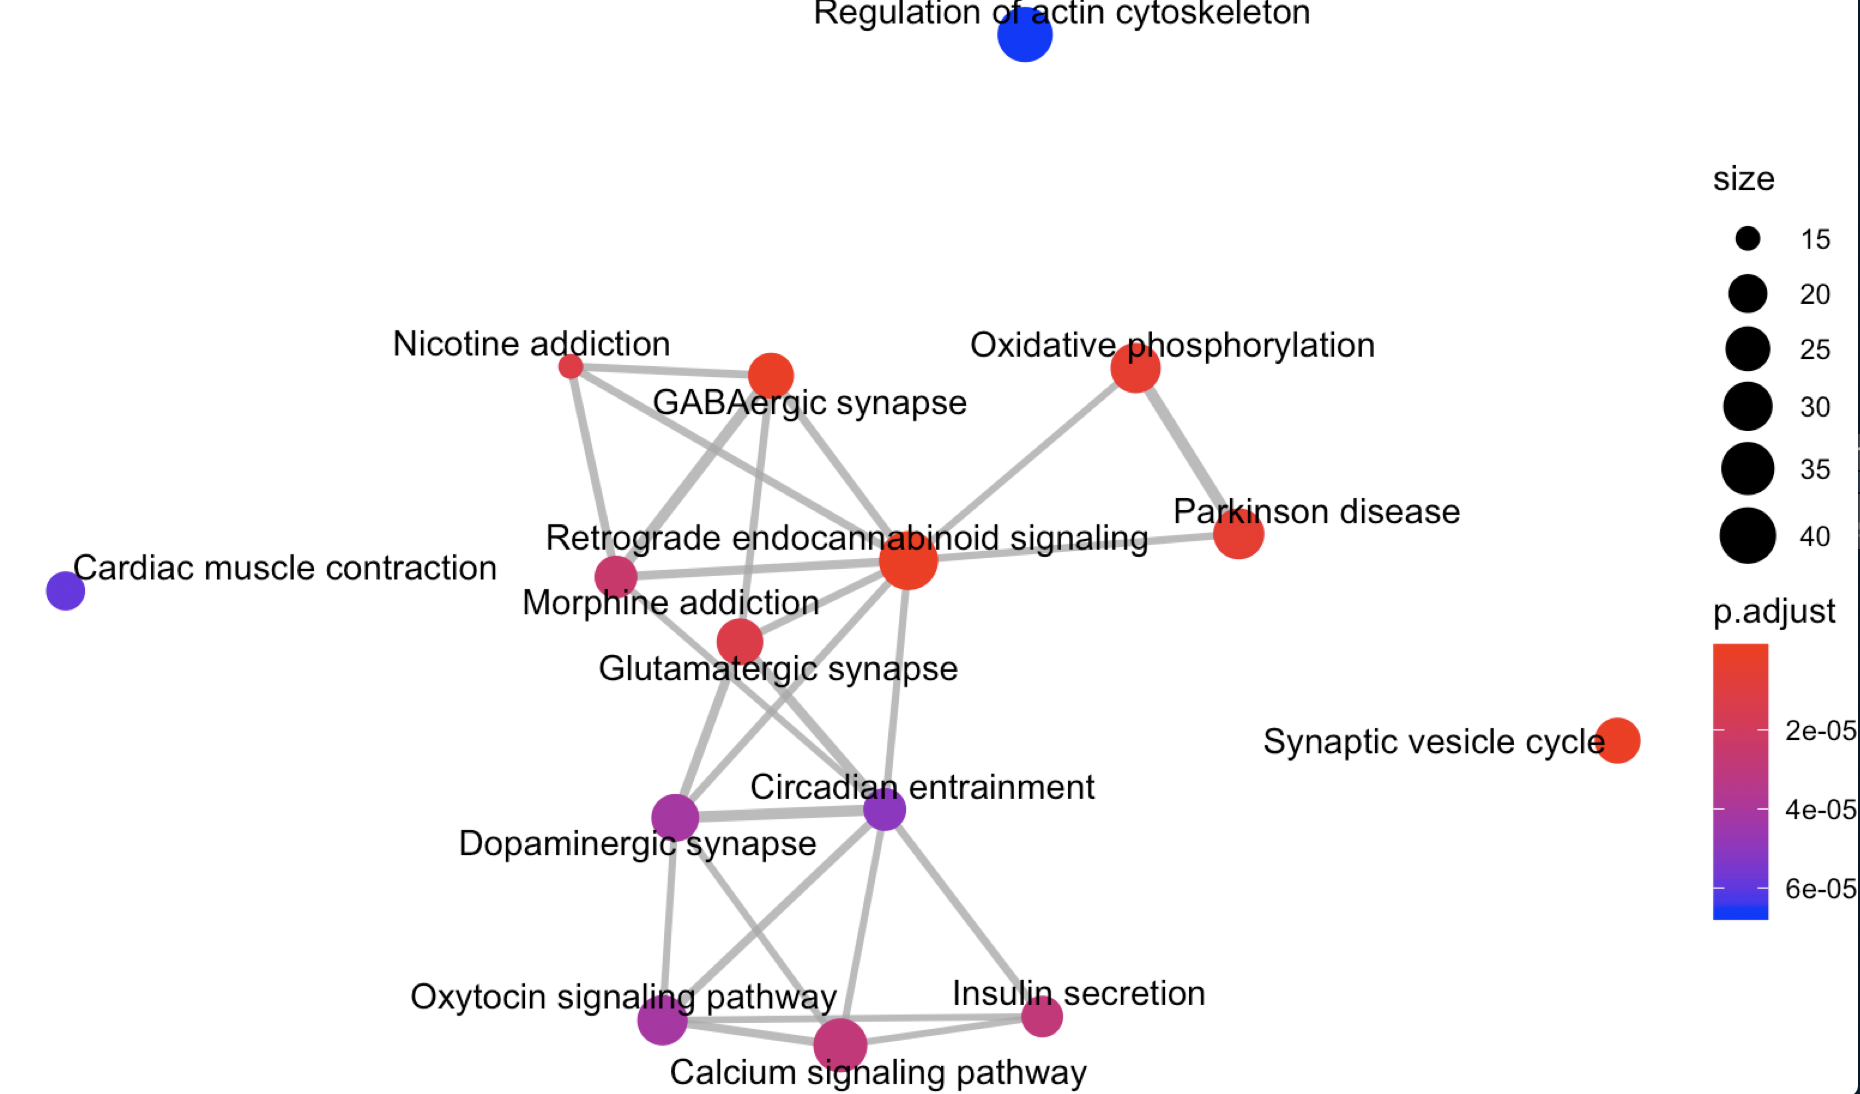 Regulation of actin cytoskeleton
size
15
20
25
30
35
40
Nicotine addiction
Oxidative phosphorylation
GABAergic synapse
Parkinson disease
Retrograde endocannabinoid signaling
Cardiac muscle contraction
Morphine addiction
p.adjust
Glutamatergic synapse
2e-05
4e-05
6e-05
Synaptic vesicle cycle
Circadian entrainment
Dopaminergic synapse
Oxytocin signaling pathway
Insulin secretion
Calcium signaling pathway